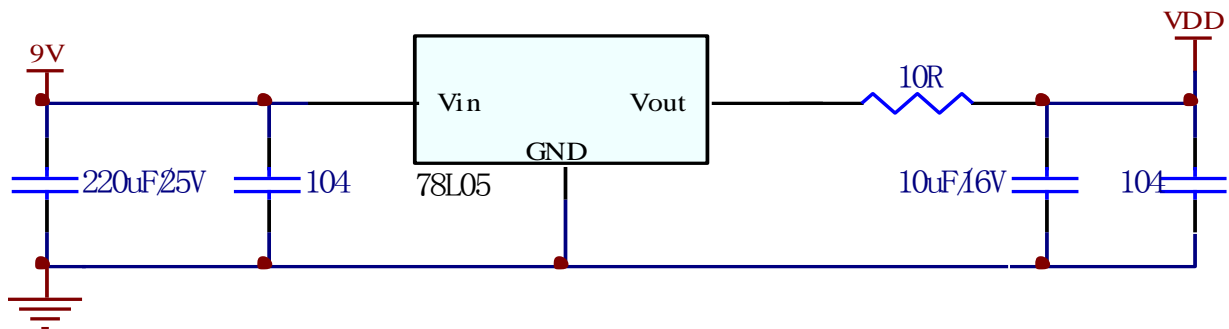 VDD
9V
10R
Vin
Vout
GND
220uF/25V
104
78L05
10uF/16V
104